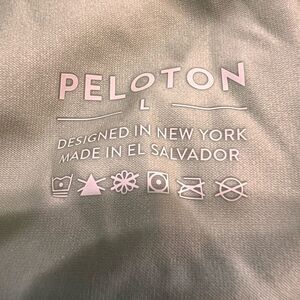 PELOTON
L
DESIGNED IN NEW YORK
MADE IN EL SALVADOR